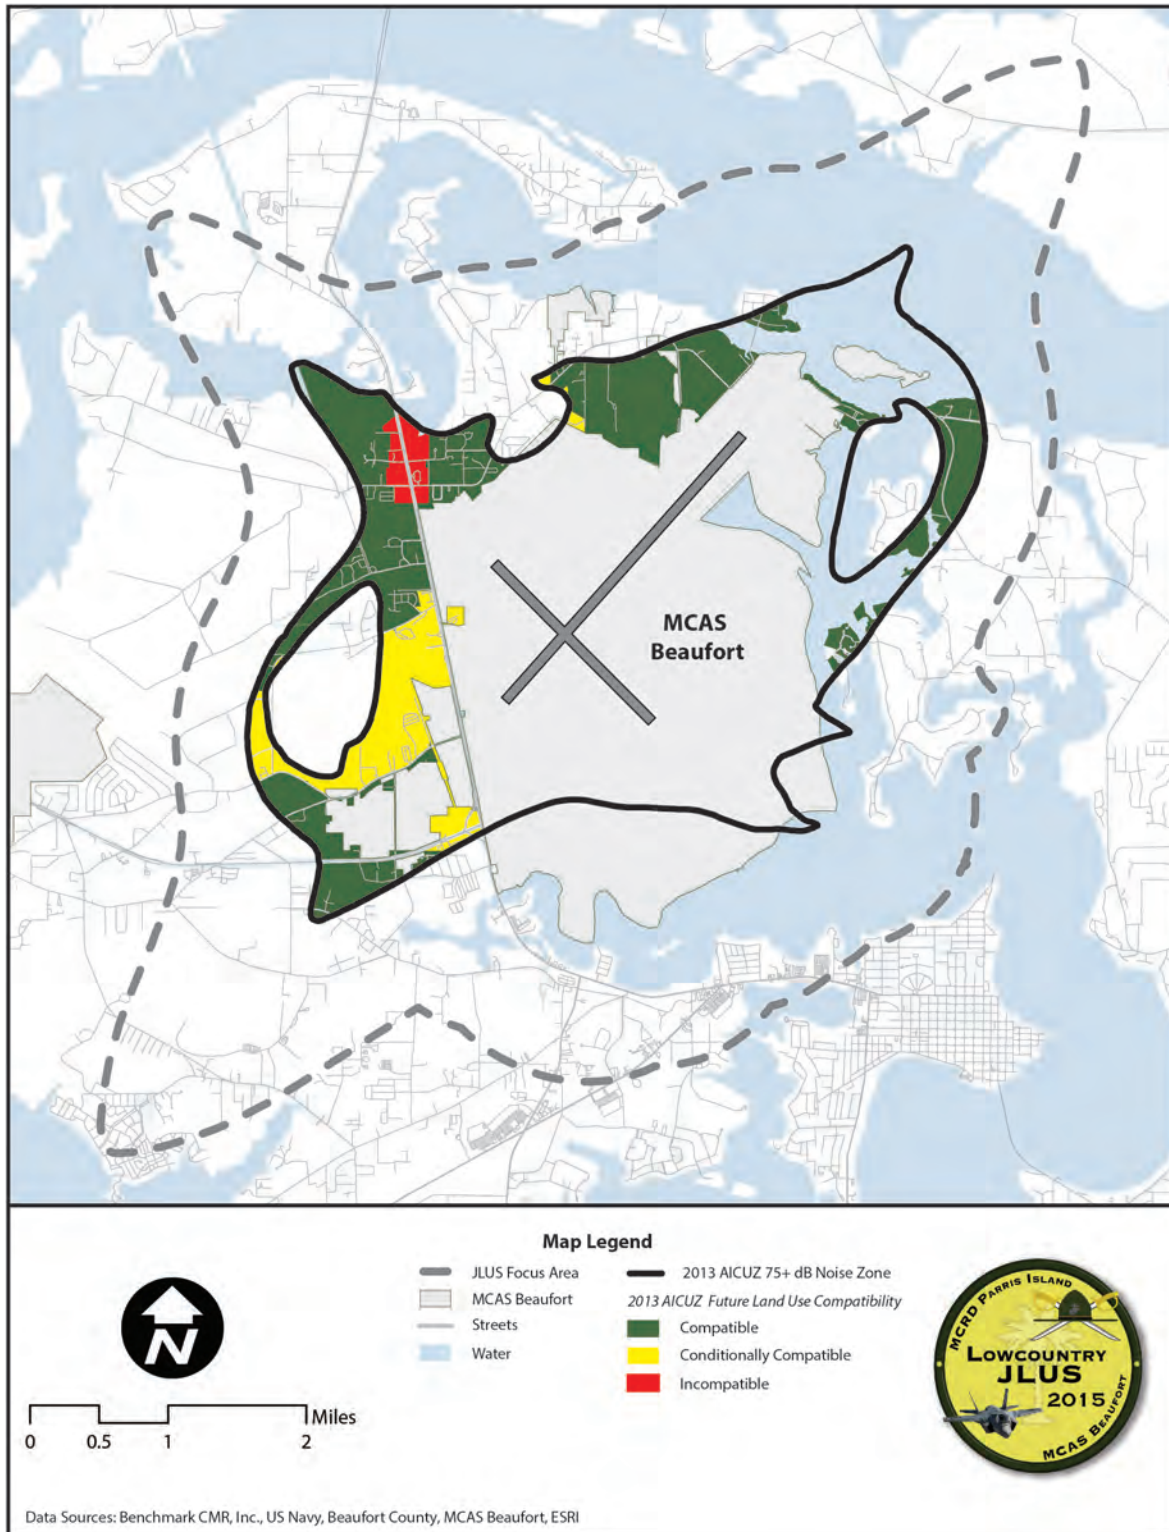 MCAS
Beaufort
Map Legend
JLUS Focus Area
MCAS Beaufort
Streets
Water
2013 AICUZ 75+ dB Noise Zone
2013 AICUZ Future Land Use Compatibility
Compatible
Conditionally Compatible
Incompatible
N
Miles
0 0.5 1 2
MCRD PARRIS ISLAND
LOWCOUNTRY
JLUS
2015
MCAS BEAUFORT
Data Sources: Benchmark CMR, Inc., US Navy, Beaufort County, MCAS Beaufort, ESRI